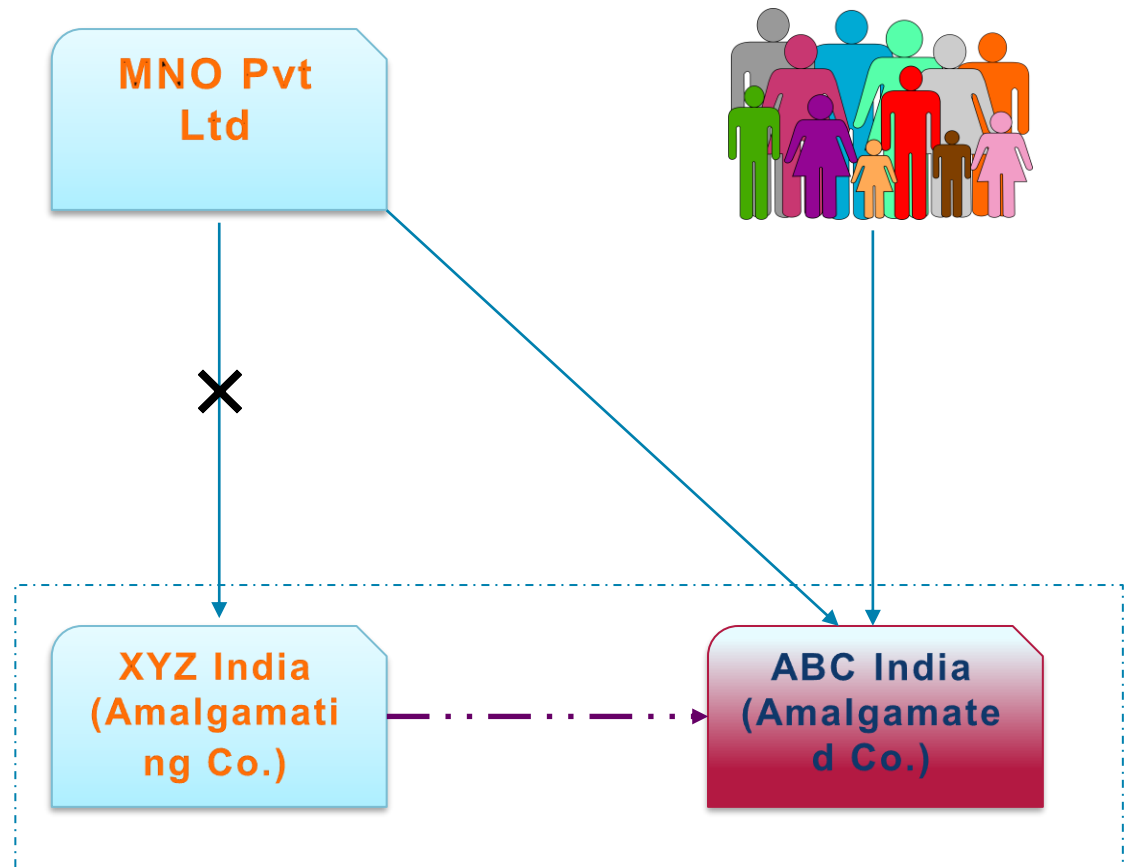 MNO Pvt
Ltd
XYZ India
(Amalgamati
ng Co.)
ABC India
(Amalgamate
d Co.)